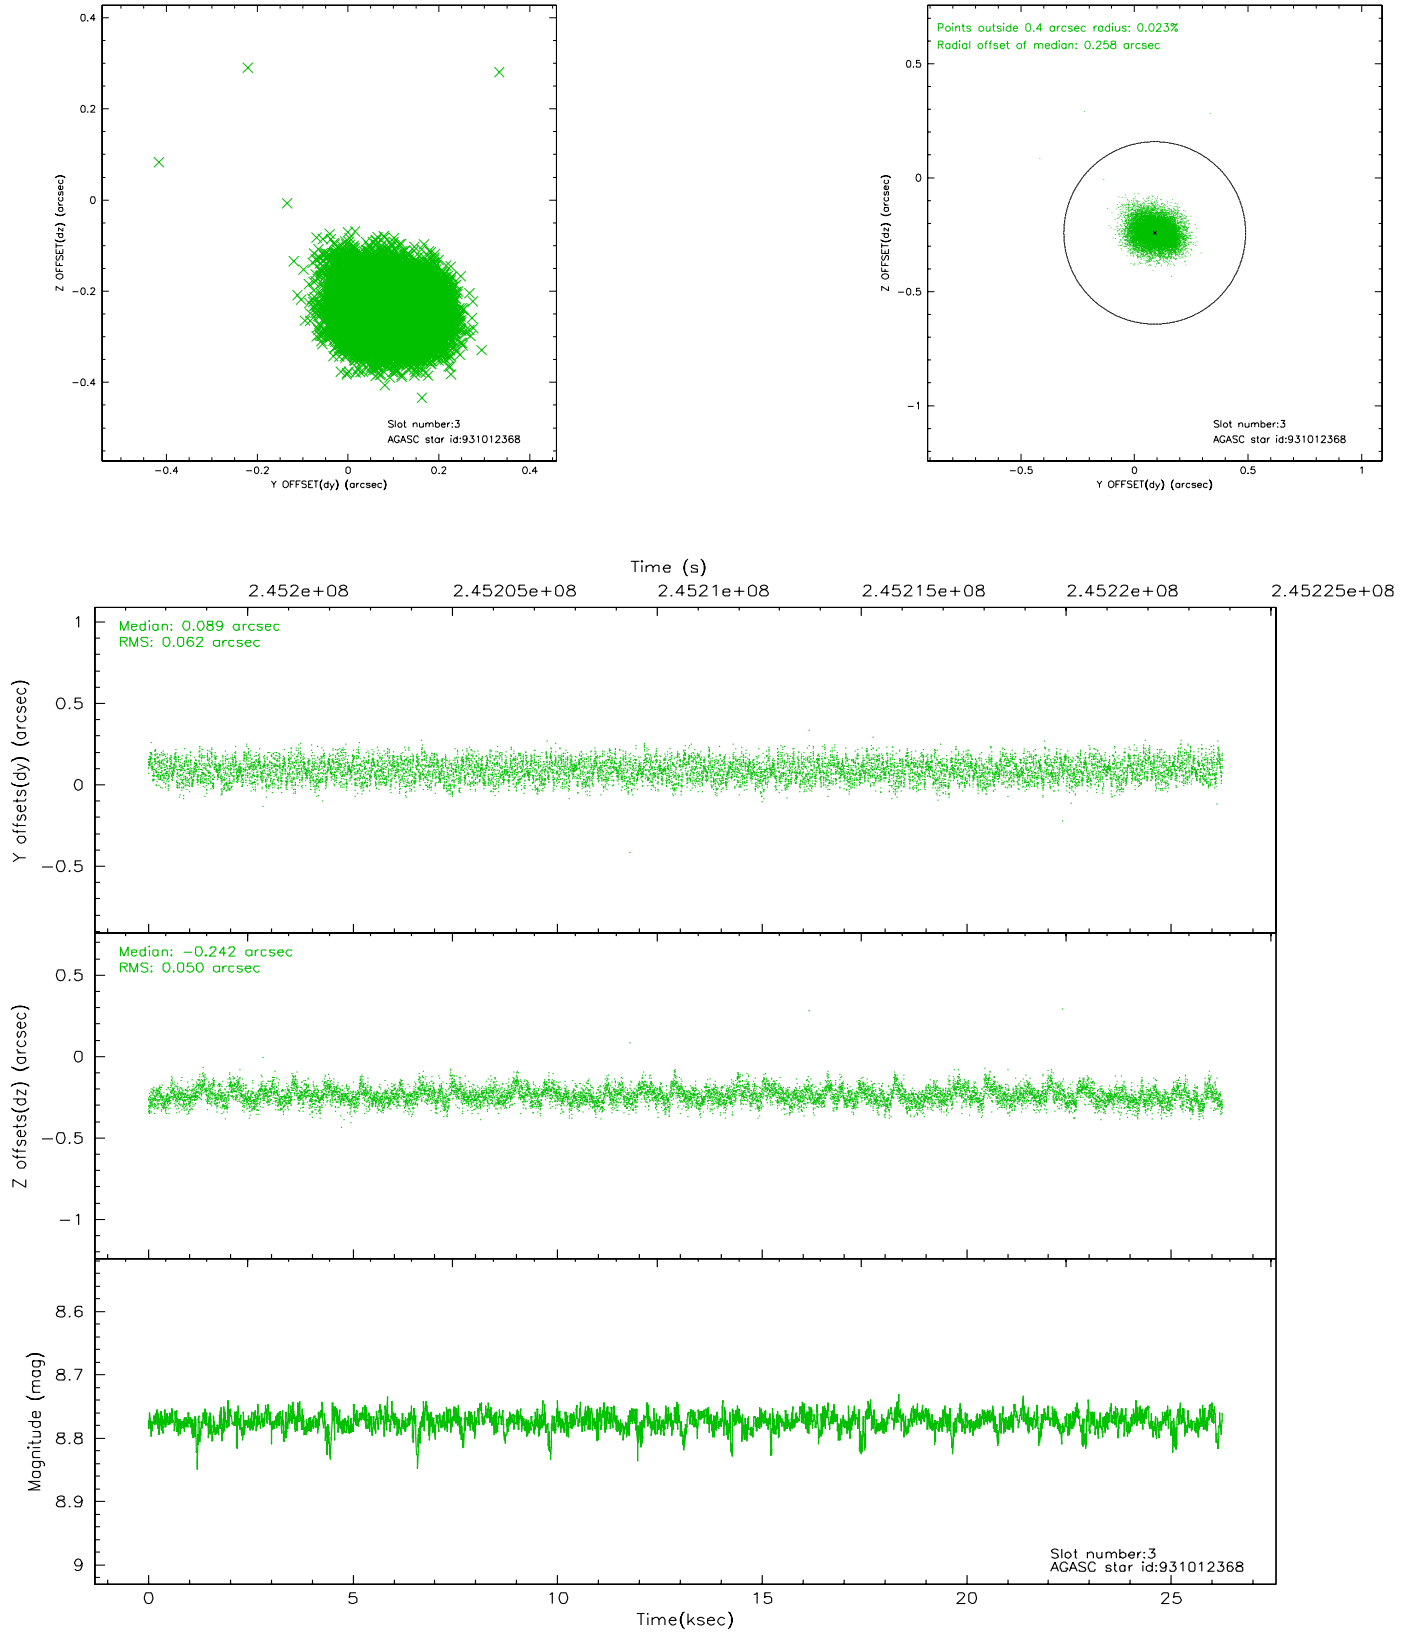 0.4
0.2
0
−0.2
−0.4
Z OFFSET(dz) (arcsec)
Slot number:3
AGASC star id:931012368
−0.4 −0.2 0 0.2 0.4
Y OFFSET(dy) (arcsec)
Points outside 0.4 arcsec radius: 0.023%
Radial offset of median: 0.258 arcsec
0.5
0
−0.5
−1
Z OFFSET(dz) (arcsec)
Slot number:3
AGASC star id:931012368
−0.5 0 0.5 1
Y OFFSET(dy) (arcsec)
Time (s)
2.452e+08 2.45205e+08 2.4521e+08 2.45215e+08 2.4522e+08 2.45225e+08
Median: 0.089 arcsec
RMS: 0.062 arcsec
1
0.5
0
−0.5
Y offsets(dy) (arcsec)
Median: −0.242 arcsec
RMS: 0.050 arcsec
0.5
0
−0.5
−1
Z offsets(dz) (arcsec)
8.6
8.7
8.8
8.9
9
Magnitude (mag)
Slot number:3
AGASC star id:931012368
0 5 10 15 20 25
Time(ksec)